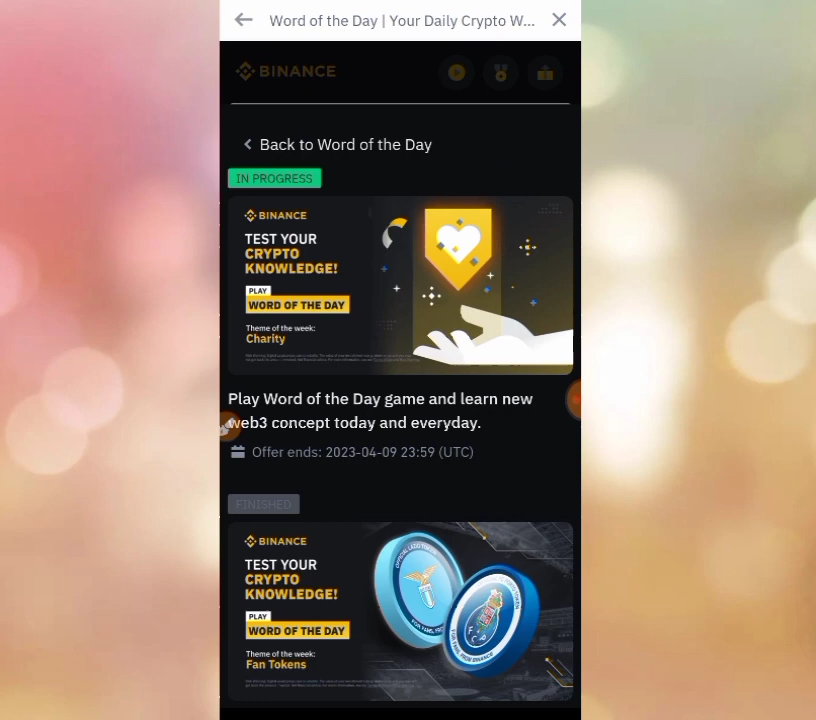 Word of the Day | Your Daily Crypto W...
BINANCE
Back to Word of the Day
IN PROGRESS
BINANCE
TEST YOUR
CRYPTO
KNOWLEDGE!
PLAY
WORD OF THE DAY
Theme of the week:
Charity
Play Word of the Day game and learn new
web3 concept today and everyday.
Offer ends: 2023-04-09 23:59 (UTC)
FINISHED
BINANCE
TEST YOUR
CRYPTO
KNOWLEDGE!
PLAY
WORD OF THE DAY
Theme of the week:
Fan Tokens